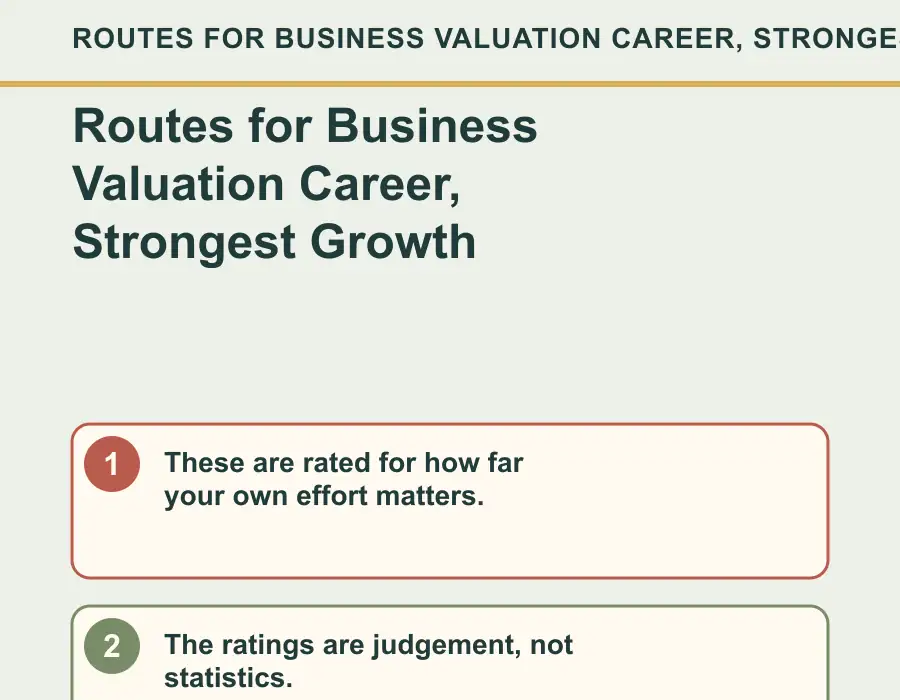 ROUTES FOR BUSINESS VALUATION CAREER,
Routes for Business
Valuation Career,
Strongest Growth
1
These are rated for how far
your own effort matters.
2
The ratings are judgement, not
statistics.